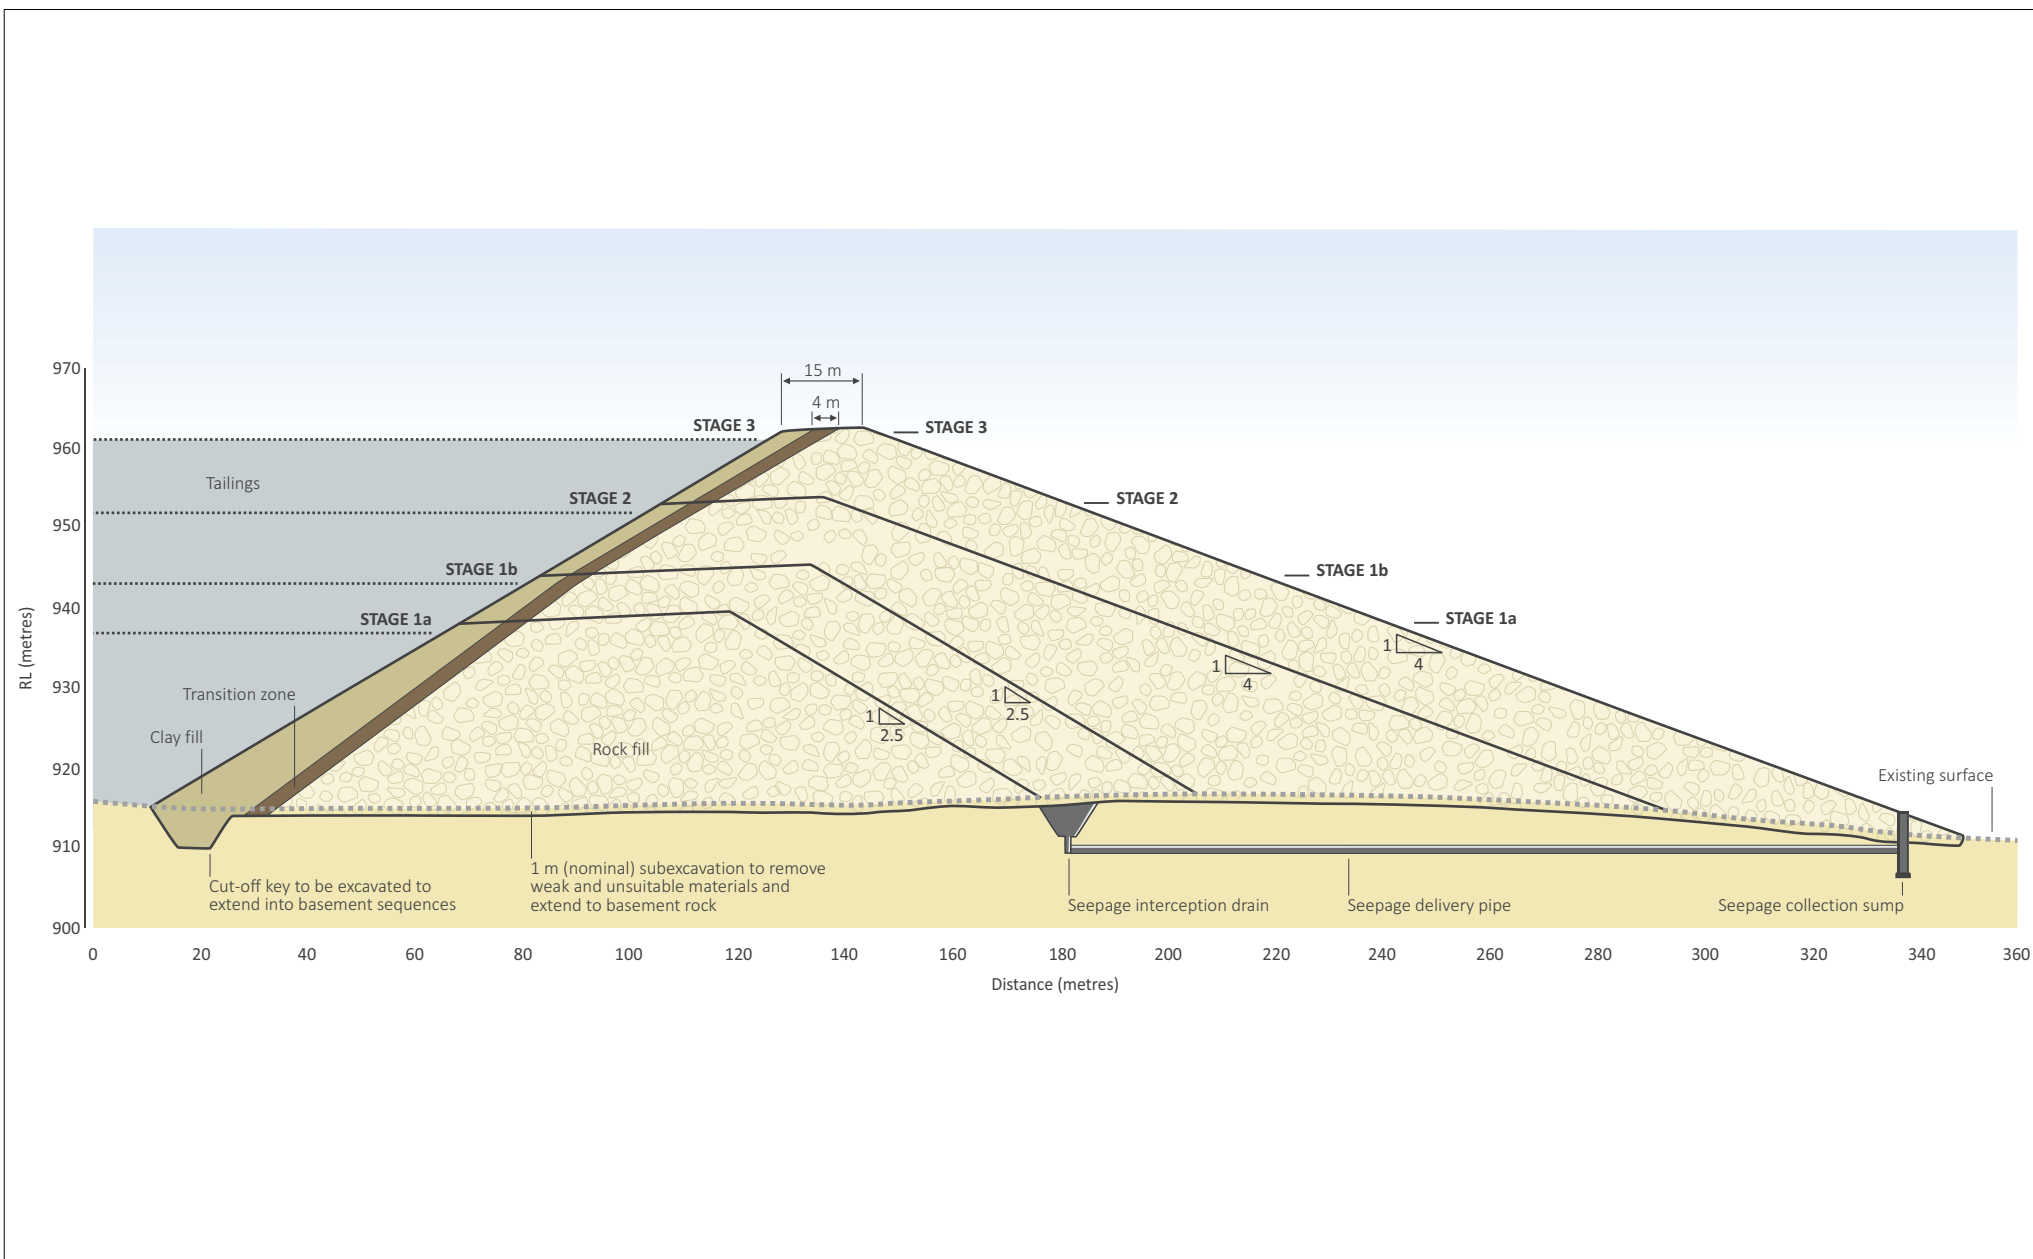 970
960
950
940
930
920
910
900
RL (metres)
15 m
4 m
STAGE 3
STAGE 3
STAGE 2
STAGE 2
STAGE 1b
STAGE 1b
STAGE 1a
STAGE 1a
Tailings
Transition zone
Clay fill
Rock fill
1
2.5
1
2.5
1
4
1
4
Existing surface
Cut-off key to be excavated to
extend into basement sequences
1 m (nominal) subexcavation to remove
weak and unsuitable materials and
extend to basement rock
Seepage interception drain
Seepage delivery pipe
Seepage collection sump
0 20 40 60 80 100 120 140 160 180 200 220 240 260 280 300 320 340 360
Distance (metres)